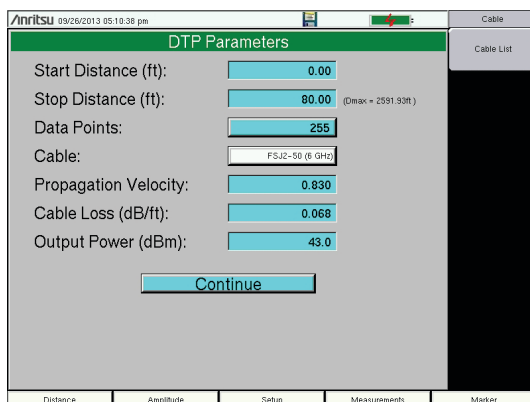 Anritsu 09/26/2013 05:10:38 pm
Cable
DTP Parameters
Cable List
Start Distance (ft): 0.00
Stop Distance (ft): 80.00 (Dmax = 2591.93ft )
Data Points: 255
Cable: FSJ2-50 (6 GHz)
Propagation Velocity: 0.830
Cable Loss (dB/ft): 0.068
Output Power (dBm): 43.0
Continue
Distance Amplitude Setup Measurements Marker